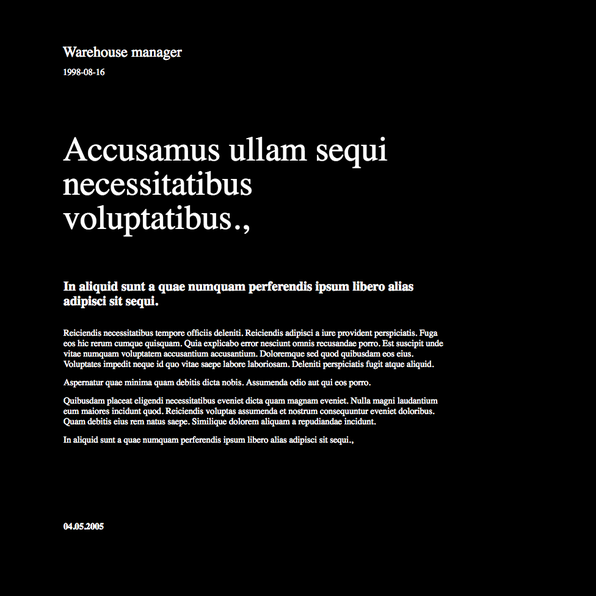 Warehouse manager
1998-08-16
Accusamus ullam sequi
necessitatibus
voluptatibus.,
In aliquid sunt a quae numquam perferendis ipsum libero alias
adipisci sit sequi.
Reiciendis necessitatibus tempore officiis deleniti. Reiciendis adipisci a iure provident perspiciatis. Fuga
eos hic rerum cumque quisquam. Quia explicabo error nesciunt omnis recusandae porro. Est suscipit unde
vitae numquam voluptatem accusantium accusantium. Doloremque sed quod quibusdam eos eius.
Voluptates impedit neque id quo vitae saepe labore laboriosam. Deleniti perspiciatis fugit atque aliquid.
Aspernatur quae minima quam debitis dicta nobis. Assumenda odio aut qui eos porro.
Quibusdam placeat eligendi necessitatibus eveniet dicta quam magnam eveniet. Nulla magni laudantium
eum maiores incidunt quod. Reiciendis voluptas assumenda et nostrum consequuntur eveniet doloribus.
Quam debitis eius rem natus saepe. Similique dolorem aliquam a repudiandae incidunt.
In aliquid sunt a quae numquam perferendis ipsum libero alias adipisci sit sequi.,
04.05.2005